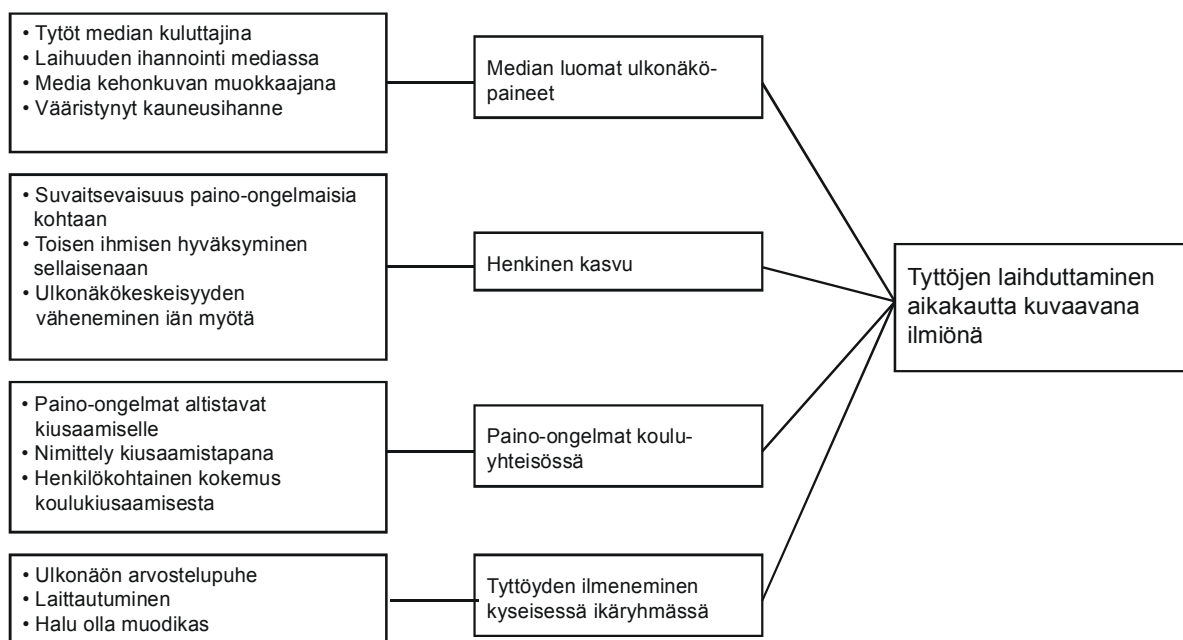 • Tytöt median kuluttajina
• Laihuuden ihannointi mediassa
• Media kehonkuvan muokkaajana
• Vääristynyt kauneusihanne
Median luomat ulkonäkö-
paineet
• Suvaitsevaisuus paino-ongelmaisia
kohtaan
• Toisen ihmisen hyväksyminen
sellaisenaan
• Ulkonäkökeskeisyyden
väheneminen iän myötä
Henkinen kasvu
• Paino-ongelmat altistavat
kiusaamiselle
• Nimittely kiusaamistapana
• Henkilökohtainen kokemus
koulukiusaamisesta
Paino-ongelmat koulu-
yhteisössä
• Ulkonäön arvostelupuhe
• Laittautuminen
• Halu olla muodikas
Tyttöyden ilmeneminen
kyseisessä ikäryhmässä
Tyttöjen laihduttaminen
aikakautta kuvaavana
ilmiönä